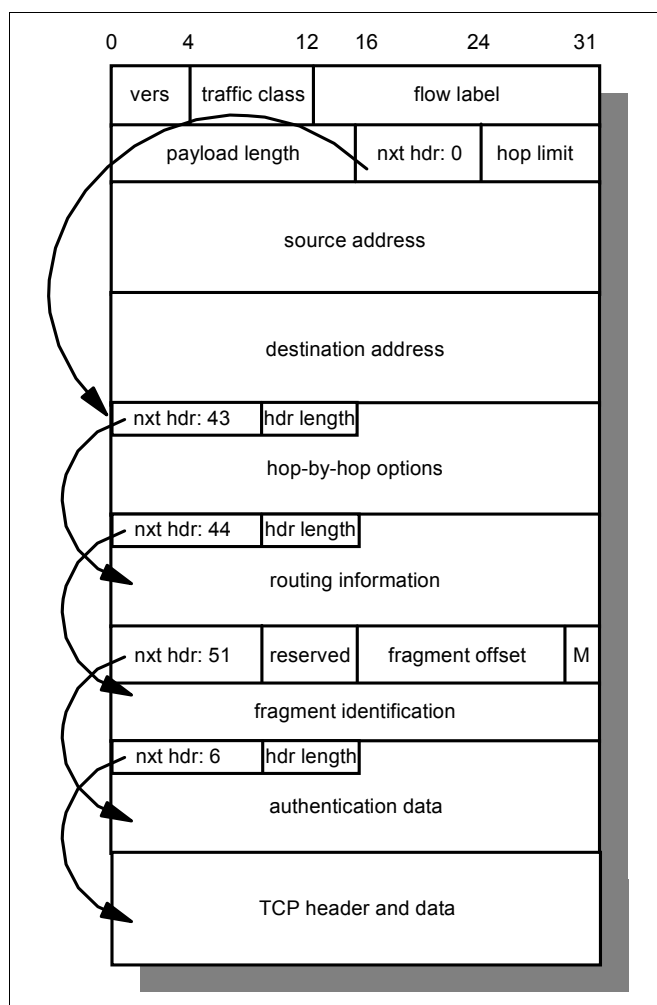 0 4 12 16 24 31
vers traffic class flow label
payload length nxt hdr: 0 hop limit
source address
destination address
nxt hdr: 43 hdr length
hop-by-hop options
nxt hdr: 44 hdr length
routing information
nxt hdr: 51 reserved fragment offset M
fragment identification
nxt hdr: 6 hdr length
authentication data
TCP header and data